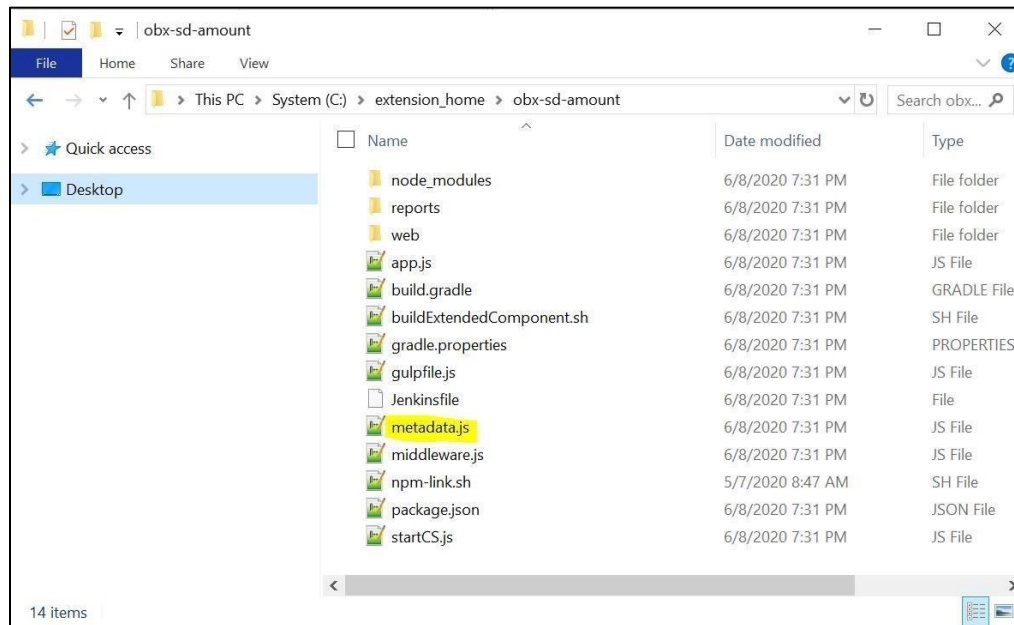 obx-sd-amount
File Home Share View
This PC > System (C:) > extension_home > obx-sd-amount Search obx...
Quick access
Desktop
Name Date modified Type
node_modules 6/8/2020 7:31 PM File folder
reports 6/8/2020 7:31 PM File folder
web 6/8/2020 7:31 PM File folder
app.js 6/8/2020 7:31 PM JS File
build.gradle 6/8/2020 7:31 PM GRADLE File
buildExtendedComponent.sh 6/8/2020 7:31 PM SH File
gradle.properties 6/8/2020 7:31 PM PROPERTIES
gulpfile.js 6/8/2020 7:31 PM JS File
Jenkinsfile 6/8/2020 7:31 PM File
metadata.js 6/8/2020 7:31 PM JS File
middleware.js 6/8/2020 7:31 PM JS File
npm-link.sh 5/7/2020 8:47 AM SH File
package.json 6/8/2020 7:31 PM JSON File
startCS.js 6/8/2020 7:31 PM JS File
14 items